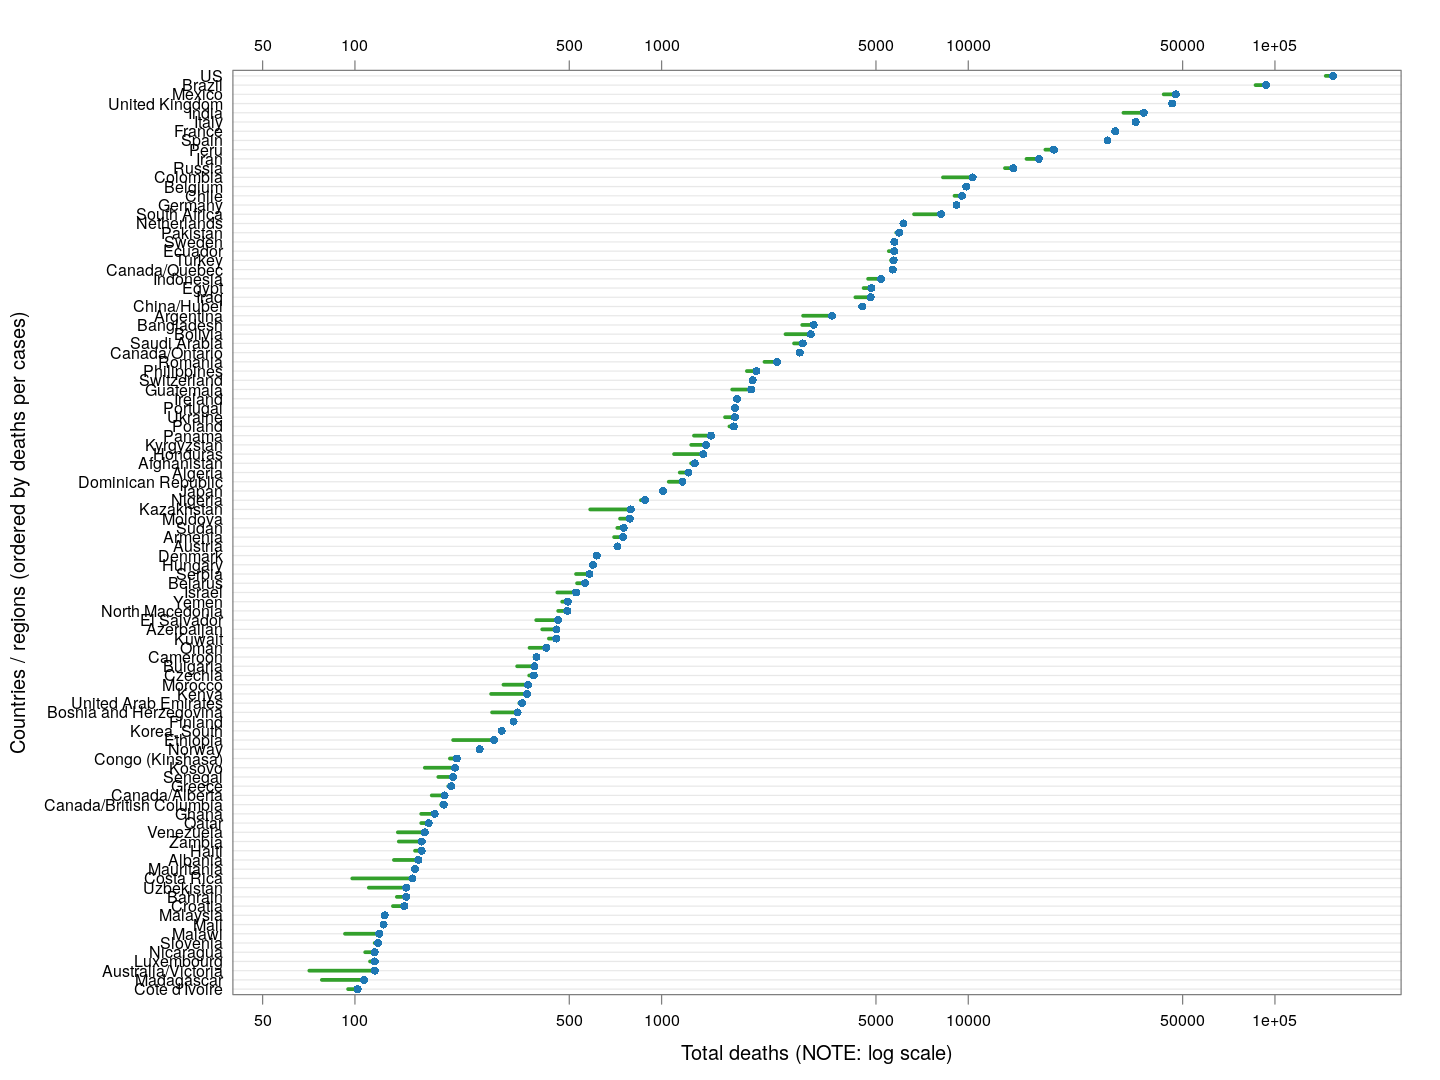 50 100 500 1000 5000 10000 50000 1e+05
US
Brazil
Mexico
United Kingdom
India
Italy
France
Spain
Peru
Iran
Russia
Colombia
Belgium
Chile
Germany
South Africa
Netherlands
Pakistan
Sweden
Ecuador
Turkey
Canada/Quebec
Indonesia
Egypt
Iraq
China/Hubei
Argentina
Bangladesh
Bolivia
Saudi Arabia
Canada/Ontario
Romania
Philippines
Switzerland
Guatemala
Ireland
Portugal
Ukraine
Poland
Panama
Kyrgyzstan
Honduras
Afghanistan
Algeria
Dominican Republic
Japan
Nigeria
Kazakhstan
Moldova
Sudan
Armenia
Austria
Denmark
Hungary
Serbia
Belarus
Israel
Yemen
North Macedonia
El Salvador
Azerbaijan
Kuwait
Oman
Cameroon
Bulgaria
Czechia
Morocco
Kenya
United Arab Emirates
Bosnia and Herzegovina
Finland
Korea, South
Ethiopia
Norway
Congo (Kinshasa)
Kosovo
Senegal
Greece
Canada/Alberta
Canada/British Columbia
Ghana
Qatar
Venezuela
Zambia
Haiti
Albania
Mauritania
Costa Rica
Uzbekistan
Bahrain
Croatia
Malaysia
Mali
Malawi
Slovenia
Nicaragua
Luxembourg
Australia/Victoria
Madagascar
Cote d'Ivoire
Countries / regions (ordered by deaths per cases)
50 100 500 1000 5000 10000 50000 1e+05
Total deaths (NOTE: log scale)